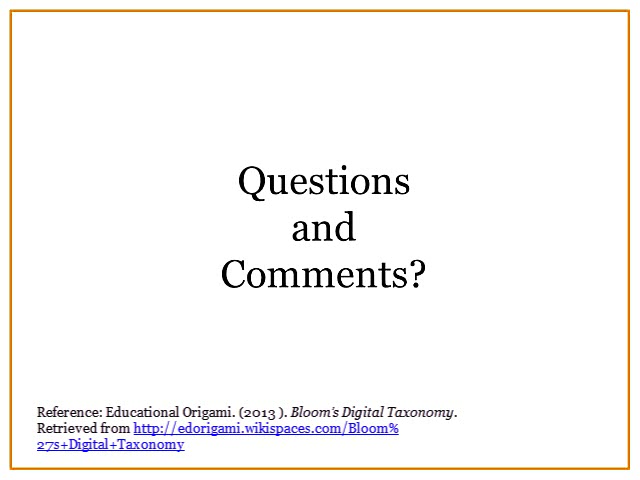 Questions
and
Comments?
Reference: Educational Origami. (2013 ). Bloom's Digital Taxonomy.
Retrieved from http://edorigami.wikispaces.com/Bloom%
27s+Digital+Taxonomy